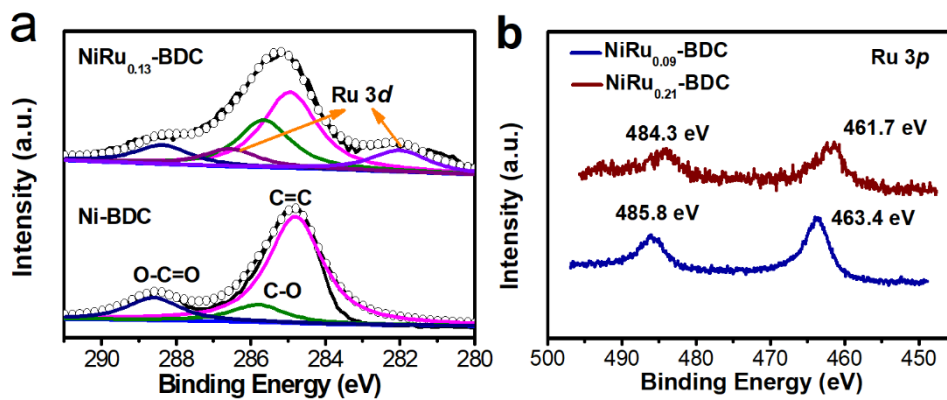 a
NiRu0.13-BDC
Ru 3d
Ni-BDC
C=C
O-C=O
C-O
Intensity (a.u.)
290 288 286 284 282 280
Binding Energy (eV)
b
NiRu0.09-BDC
NiRu0.21-BDC
Ru 3p
484.3 eV
461.7 eV
485.8 eV
463.4 eV
Intensity (a.u.)
500 490 480 470 460 450
Binding Energy (eV)